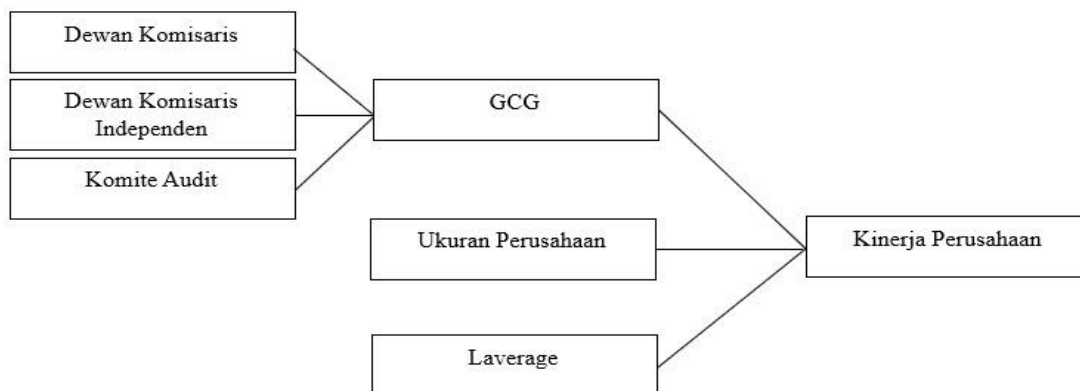 Dewan Komisaris
Dewan Komisaris
Independen
Komite Audit
GCG
Ukuran Perusahaan
Laverage
Kinerja Perusahaan